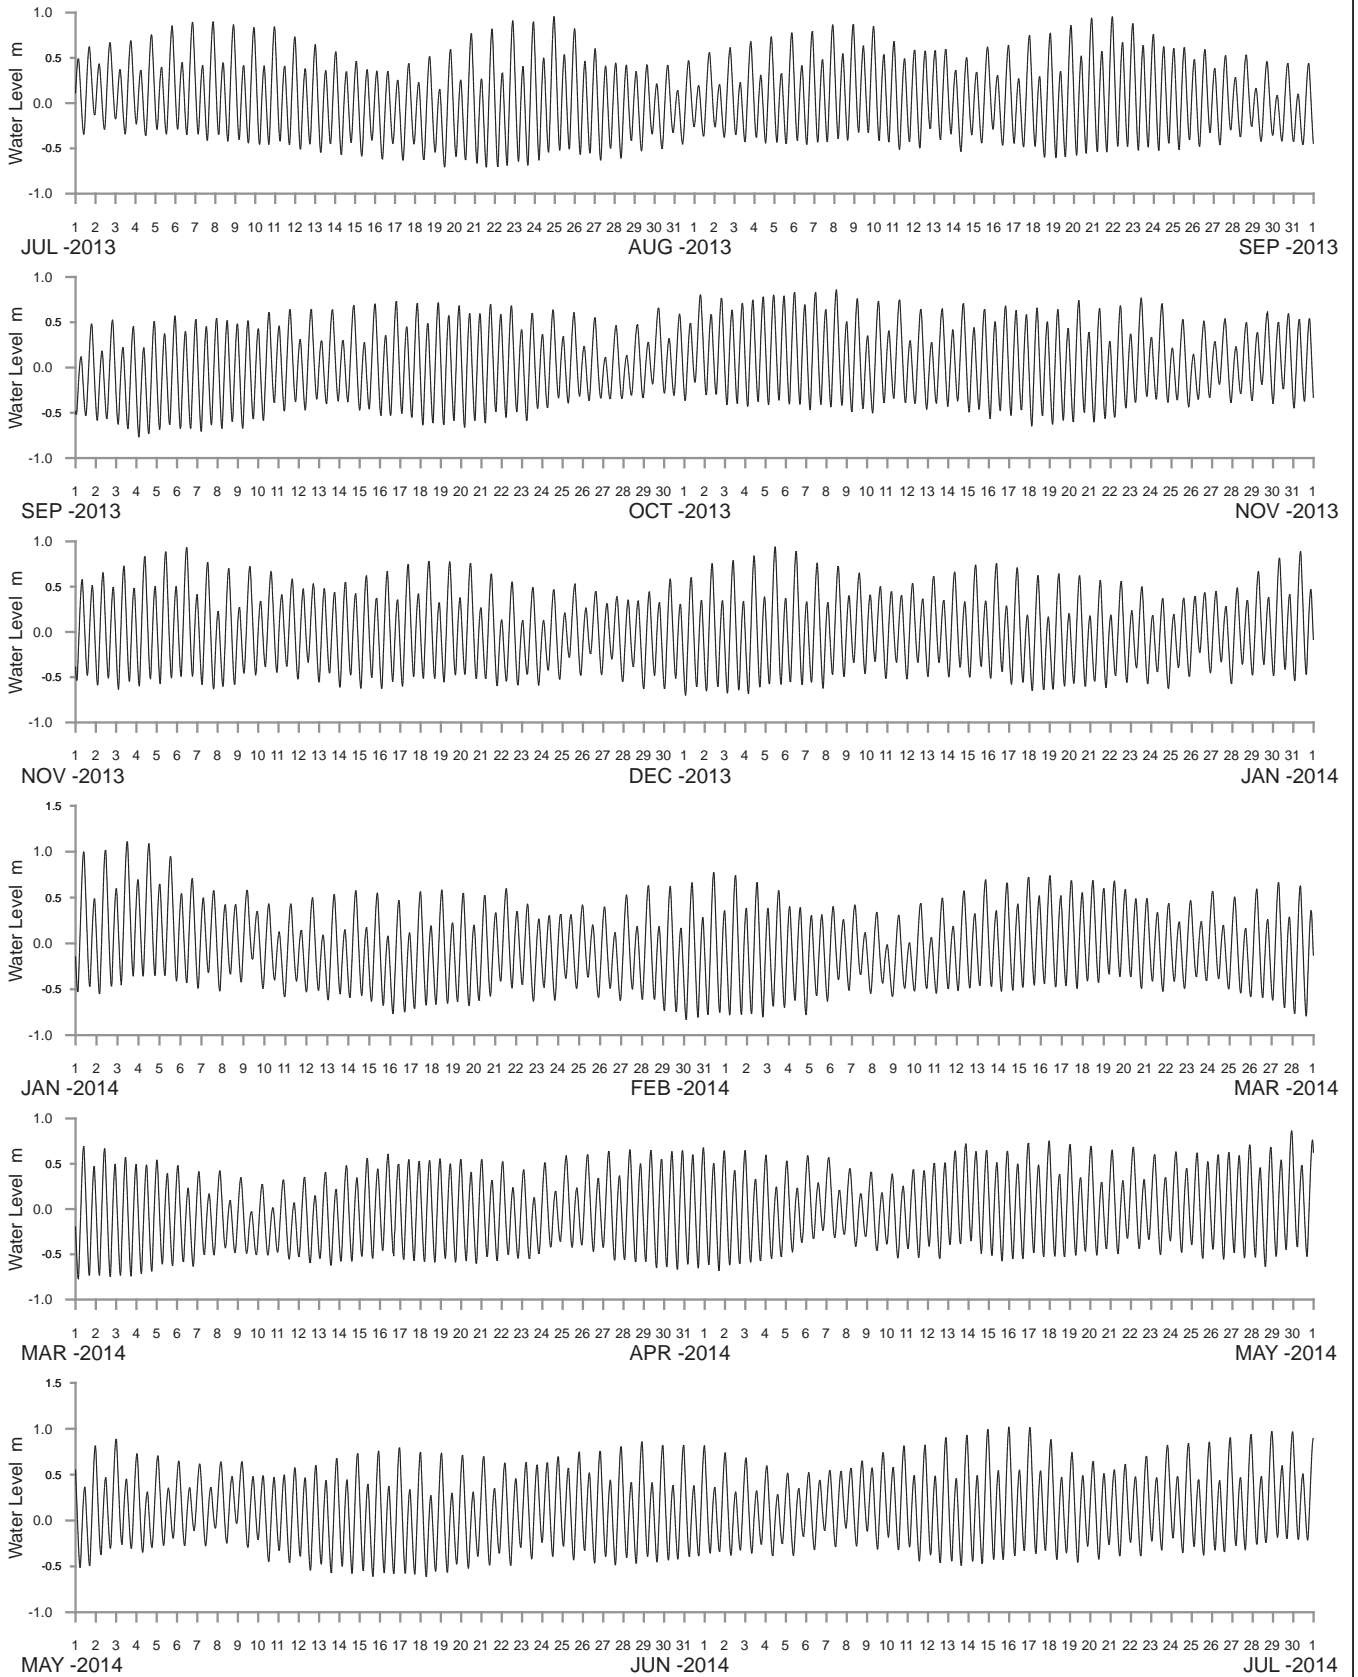 1.0
0.5
0.0
-0.5
-1.0
Water Level m
1 2 3 4 5 6 7 8 9 10 11 12 13 14 15 16 17 18 19 20 21 22 23 24 25 26 27 28 29 30 31 1 2 3 4 5 6 7 8 9 10 11 12 13 14 15 16 17 18 19 20 21 22 23 24 25 26 27 28 29 30 31 1
JUL -2013 AUG -2013 SEP -2013
1.0
0.5
0.0
-0.5
-1.0
Water Level m
1 2 3 4 5 6 7 8 9 10 11 12 13 14 15 16 17 18 19 20 21 22 23 24 25 26 27 28 29 30 1 2 3 4 5 6 7 8 9 10 11 12 13 14 15 16 17 18 19 20 21 22 23 24 25 26 27 28 29 30 31 1
SEP -2013 OCT -2013 NOV -2013
1.0
0.5
0.0
-0.5
-1.0
Water Level m
1 2 3 4 5 6 7 8 9 10 11 12 13 14 15 16 17 18 19 20 21 22 23 24 25 26 27 28 29 30 1 2 3 4 5 6 7 8 9 10 11 12 13 14 15 16 17 18 19 20 21 22 23 24 25 26 27 28 29 30 31 1
NOV -2013 DEC -2013 JAN -2014
1.5
1.0
0.5
0.0
-0.5
-1.0
Water Level m
1 2 3 4 5 6 7 8 9 10 11 12 13 14 15 16 17 18 19 20 21 22 23 24 25 26 27 28 29 30 31 1 2 3 4 5 6 7 8 9 10 11 12 13 14 15 16 17 18 19 20 21 22 23 24 25 26 27 28 1
JAN -2014 FEB -2014 MAR -2014
1.0
0.5
0.0
-0.5
-1.0
Water Level m
1 2 3 4 5 6 7 8 9 10 11 12 13 14 15 16 17 18 19 20 21 22 23 24 25 26 27 28 29 30 31 1 2 3 4 5 6 7 8 9 10 11 12 13 14 15 16 17 18 19 20 21 22 23 24 25 26 27 28 29 30 1
MAR -2014 APR -2014 MAY -2014
1.5
1.0
0.5
0.0
-0.5
-1.0
Water Level m
1 2 3 4 5 6 7 8 9 10 11 12 13 14 15 16 17 18 19 20 21 22 23 24 25 26 27 28 29 30 31 1 2 3 4 5 6 7 8 9 10 11 12 13 14 15 16 17 18 19 20 21 22 23 24 25 26 27 28 29 30 1
MAY -2014 JUN -2014 JUL -2014